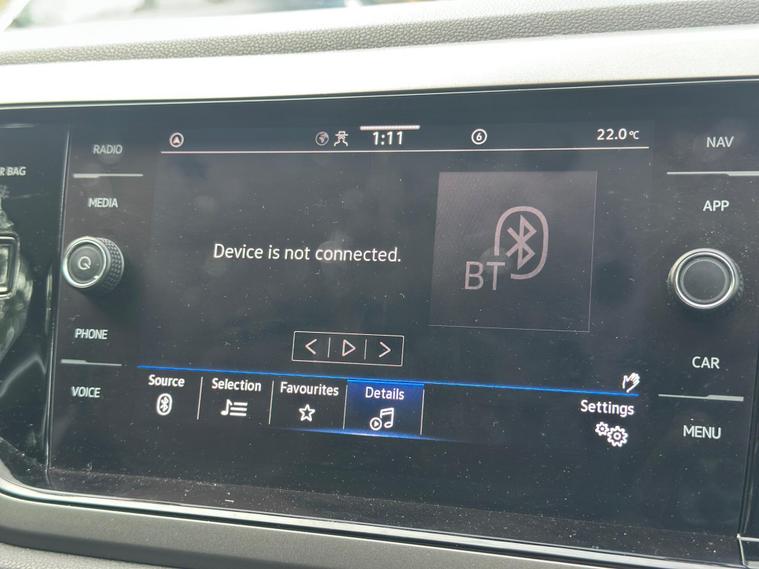 R BAG
RADIO
MEDIA
PHONE
VOICE
1:11
6
22.0°C
Device is not connected.
BT
Source
Selection
Favourites
Details
Settings
NAV
APP
CAR
MENU